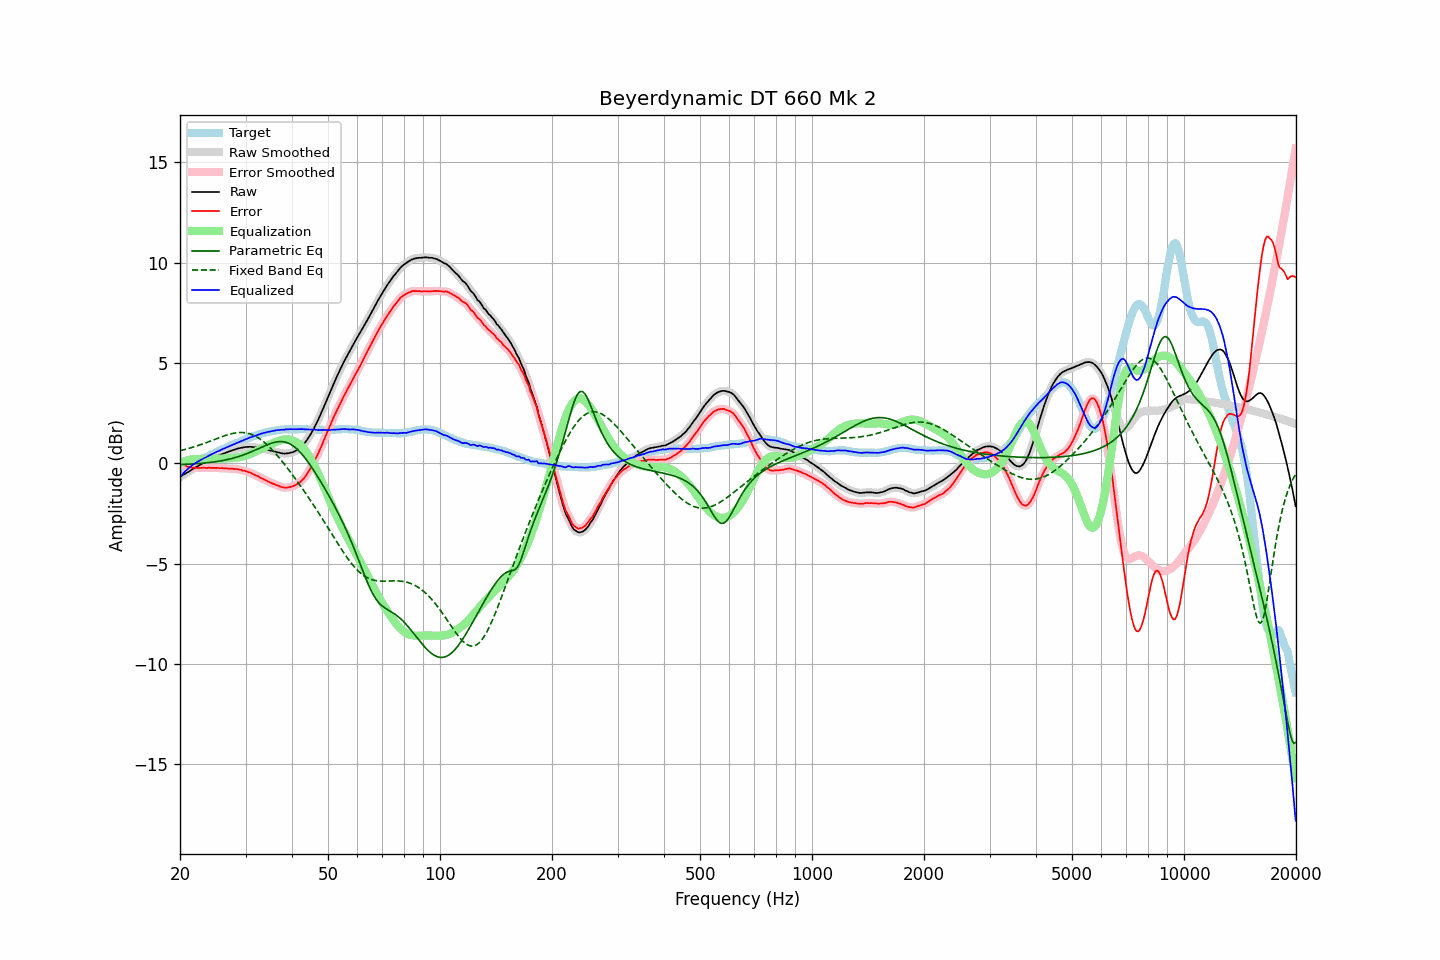 Beyerdynamic DT 660 Mk 2
Target
Raw Smoothed
Error Smoothed
Raw
Error
Equalization
Parametric Eq
Fixed Band Eq
Equalized
15
10
5
0
−5
−10
−15
Amplitude (dBr)
20 50 100 200 500 1000 2000 5000 10000 20000
Frequency (Hz)